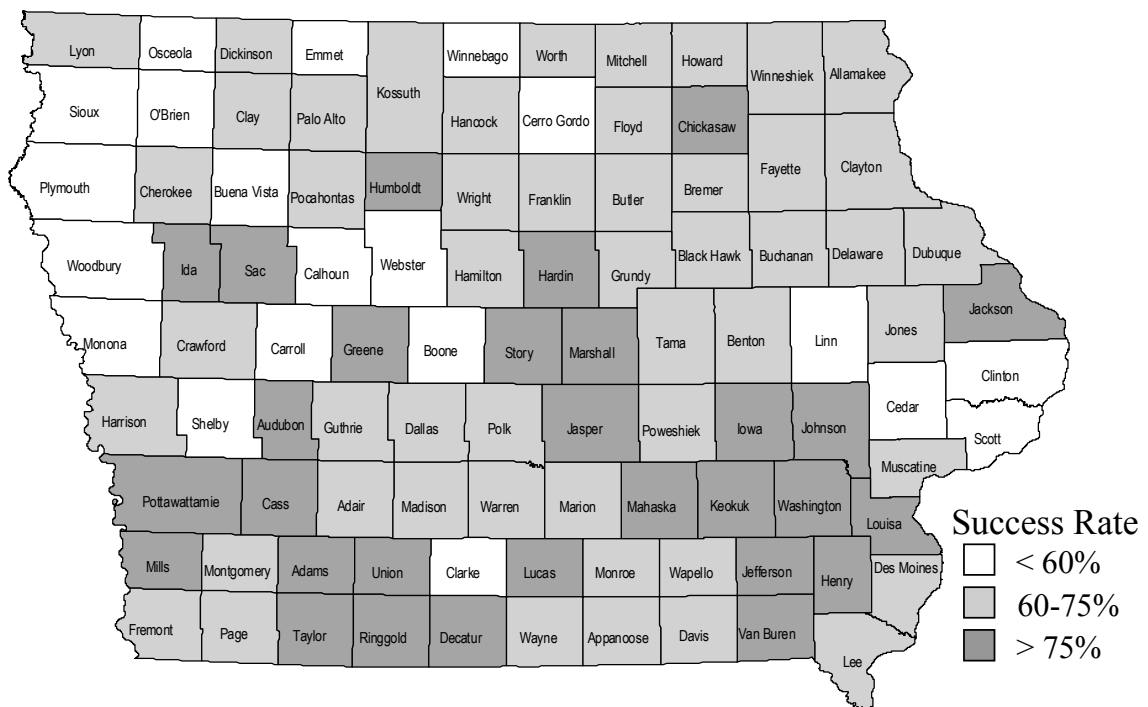 Lyon
Osceola
Dickinson
Emmet
Winnebago
Worth
Mitchell
Howard
Winneshiek
Allamakee
Kossuth
Sioux
O'Brien
Clay
Palo Alto
Hancock
Cerro Gordo
Floyd
Chickasaw
Fayette
Clayton
Plymouth
Cherokee
Buena Vista
Pocahontas
Humboldt
Wright
Franklin
Butler
Bremer
Woodbury
Ida
Sac
Calhoun
Webster
Hamilton
Hardin
Grundy
Black Hawk
Buchanan
Delaware
Dubuque
Jackson
Monona
Crawford
Carroll
Greene
Boone
Story
Marshall
Tama
Benton
Linn
Jones
Clinton
Cedar
Scott
Harrison
Shelby
Audubon
Guthrie
Dallas
Polk
Jasper
Poweshiek
Iowa
Johnson
Muscatine
Pottawattamie
Cass
Adair
Madison
Warren
Marion
Mahaska
Keokuk
Washington
Louisa
Mills
Montgomery
Adams
Union
Clarke
Lucas
Monroe
Wapello
Jefferson
Henry
Des Moines
Fremont
Page
Taylor
Ringgold
Decatur
Wayne
Appanoose
Davis
Van Buren
Lee
Success Rate
< 60%
60-75%
> 75%